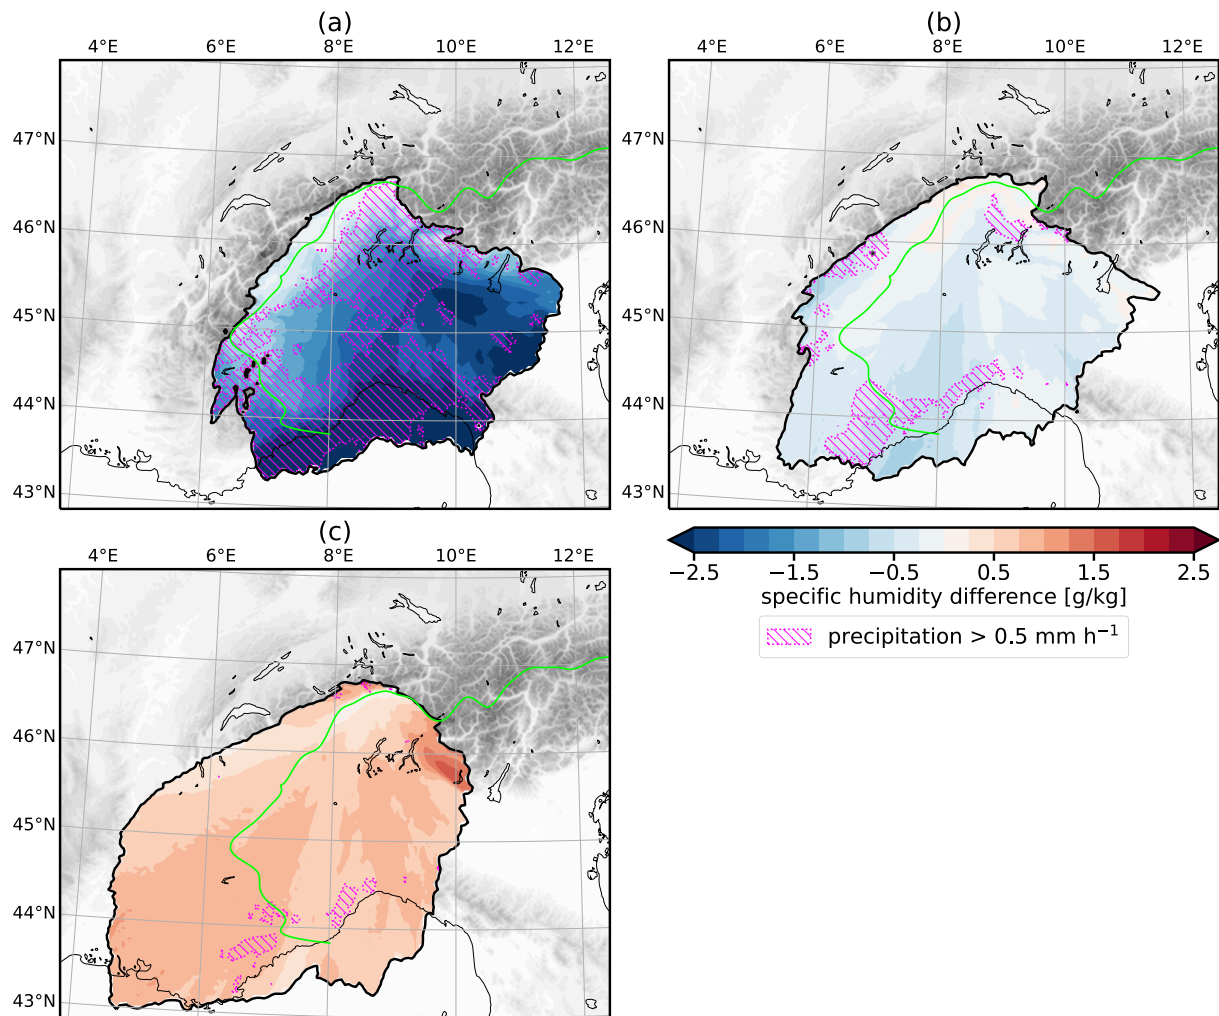 (a)
4°E 6°E 8°E 10°E 12°E
47°N
46°N
45°N
44°N
43°N
(b)
4°E 6°E 8°E 10°E 12°E
47°N
46°N
45°N
44°N
43°N
(c)
4°E 6°E 8°E 10°E 12°E
47°N
46°N
45°N
44°N
43°N
−2.5 −1.5 −0.5 0.5 1.5 2.5
specific humidity difference [g/kg]
precipitation > 0.5 mm h⁻¹